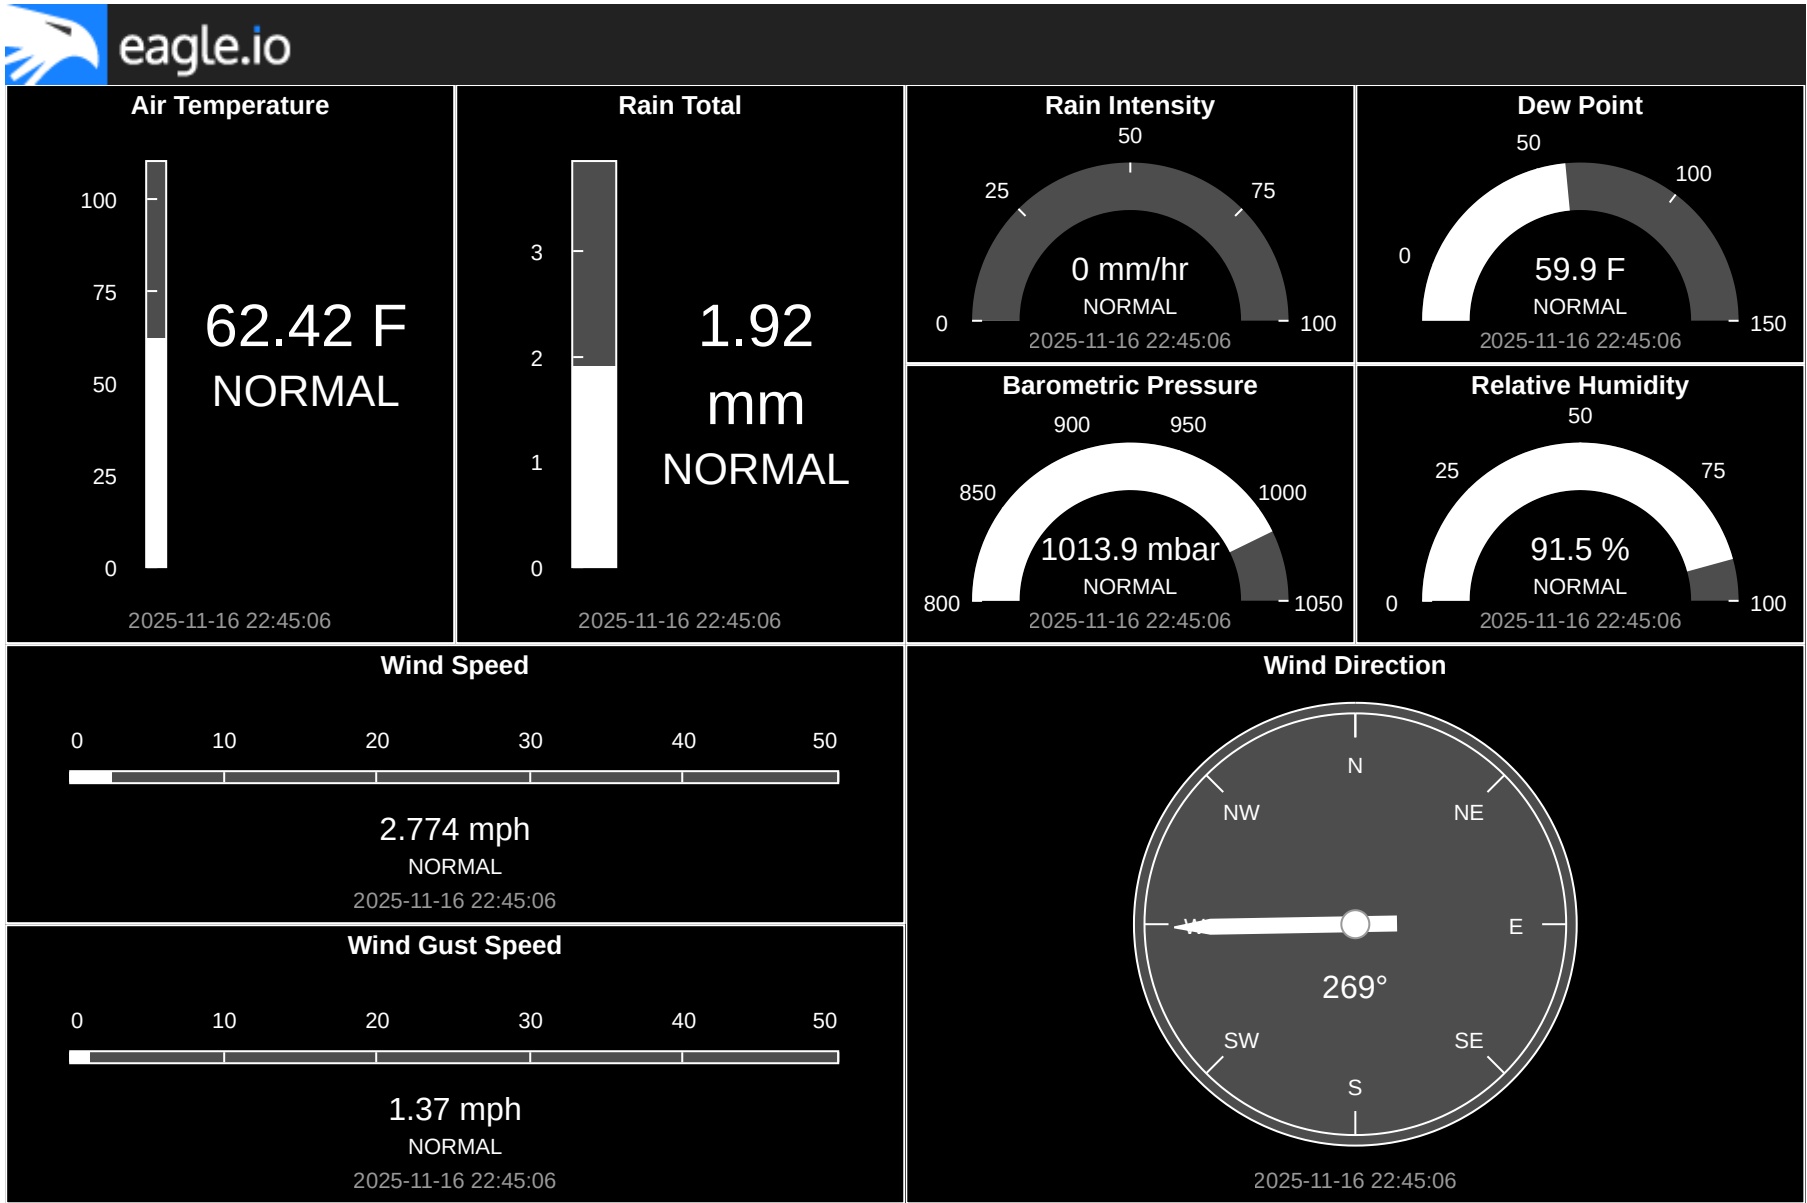 eagle.io
Air Temperature
100
75
50
25
0
62.42 F
NORMAL
2025-11-16 22:45:06
Rain Total
3
2
1
0
1.92
mm
NORMAL
2025-11-16 22:45:06
Rain Intensity
50
25
75
0
100
0 mm/hr
NORMAL
2025-11-16 22:45:06
Dew Point
50
100
0
150
59.9 F
NORMAL
2025-11-16 22:45:06
Barometric Pressure
900
950
850
1000
800
1050
1013.9 mbar
NORMAL
2025-11-16 22:45:06
Relative Humidity
50
25
75
0
100
91.5 %
NORMAL
2025-11-16 22:45:06
Wind Speed
0 10 20 30 40 50
2.774 mph
NORMAL
2025-11-16 22:45:06
Wind Gust Speed
0 10 20 30 40 50
1.37 mph
NORMAL
2025-11-16 22:45:06
Wind Direction
N
NW NE
W E
269°
SW SE
S
2025-11-16 22:45:06